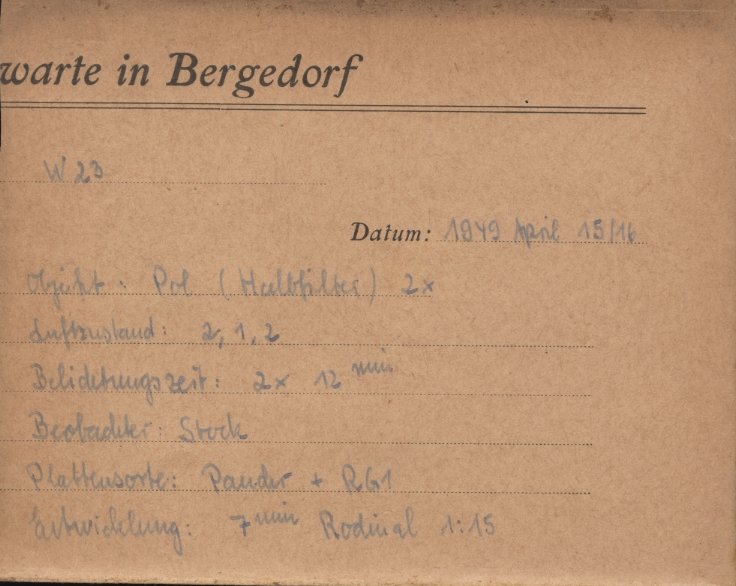 warte in Bergedorf
W 23
Datum: 1949 April 15/16
Objekt: Pol (Halbfilter) 2x
Luftzustand: 2, 1, 2
Belichtungszeit: 2x 12 min
Beobachter: Stock
Plattensorte: + RG1
Entwicklung: 7 min Rodinal 1:15